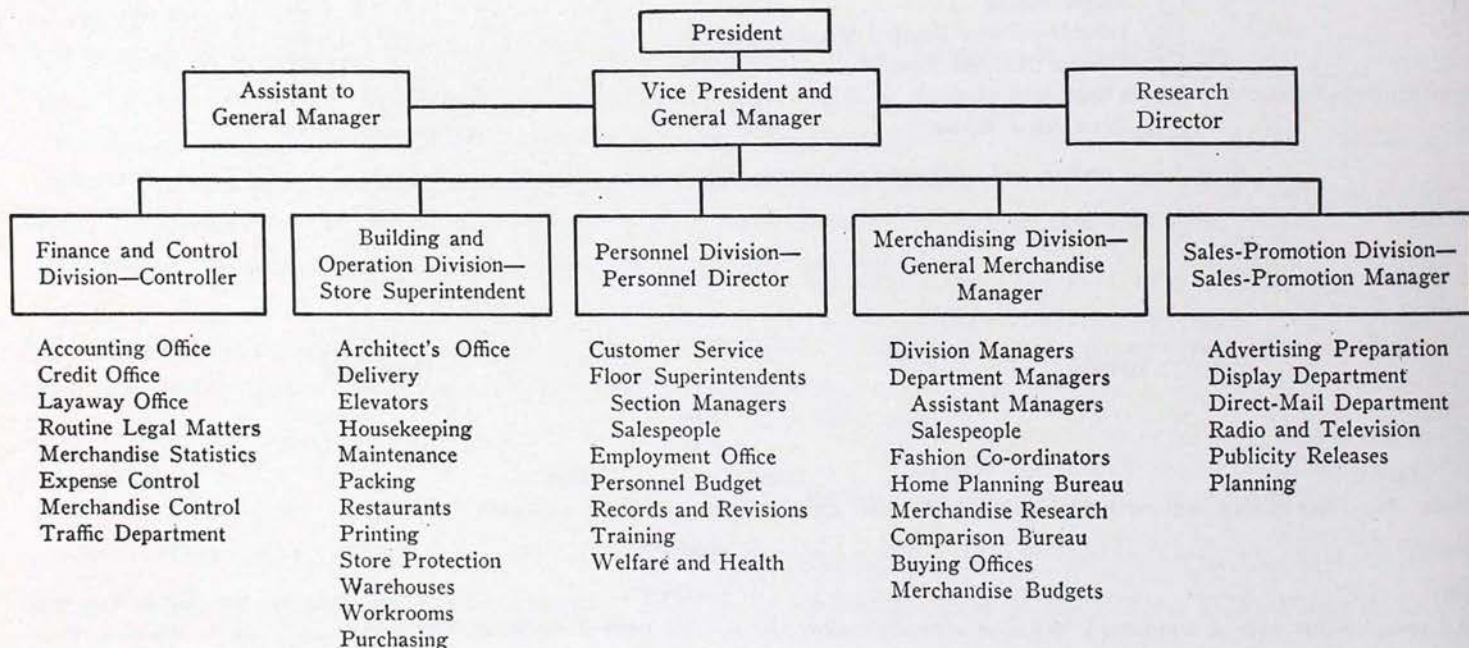 President
Assistant to
General Manager
Vice President and
General Manager
Research
Director
Finance and Control
Division—Controller
Building and
Operation Division—
Store Superintendent
Personnel Division—
Personnel Director
Merchandising Division—
General Merchandise
Manager
Sales-Promotion Division—
Sales-Promotion Manager
Accounting Office
Credit Office
Layaway Office
Routine Legal Matters
Merchandise Statistics
Expense Control
Merchandise Control
Traffic Department
Architect's Office
Delivery
Elevators
Housekeeping
Maintenance
Packing
Restaurants
Printing
Store Protection
Warehouses
Workrooms
Purchasing
Customer Service
Floor Superintendents
Section Managers
Salespeople
Employment Office
Personnel Budget
Records and Revisions
Training
Welfare and Health
Division Managers
Department Managers
Assistant Managers
Salespeople
Fashion Co-ordinators
Home Planning Bureau
Merchandise Research
Comparison Bureau
Buying Offices
Merchandise Budgets
Advertising Preparation
Display Department
Direct-Mail Department
Radio and Television
Publicity Releases
Planning